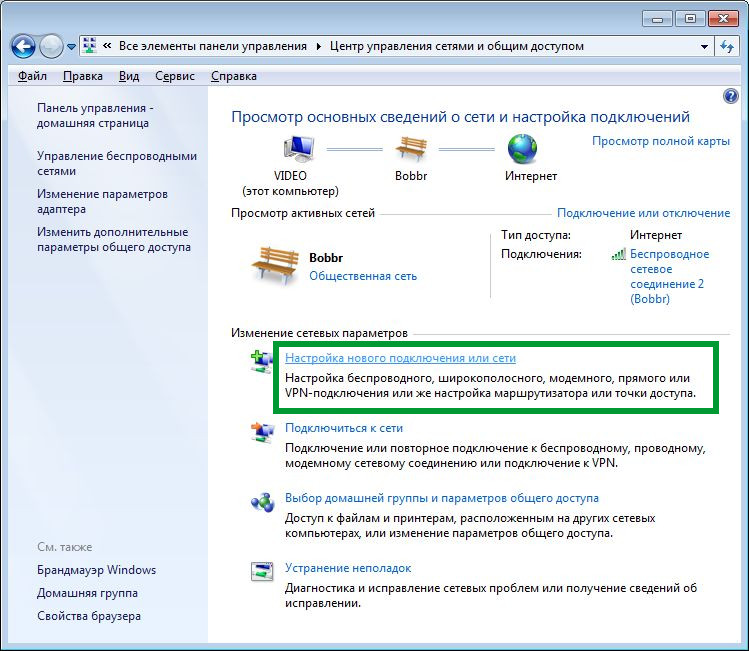 « Все элементы панели управления ▸ Центр управления сетями и общим доступом
Файл Правка Вид Сервис Справка
Панель управления -
домашняя страница
Управление беспроводными
сетями
Изменение параметров
адаптера
Изменить дополнительные
параметры общего доступа
См. также
Брандмауэр Windows
Домашняя группа
Свойства браузера
Просмотр основных сведений о сети и настройка подключений
Просмотр полной карты
VIDEO
(этот компьютер)
Bobbr
Интернет
Просмотр активных сетей
Подключение или отключение
Bobbr
Общественная сеть
Тип доступа: Интернет
Подключения: Беспроводное
сетевое
соединение 2
(Bobbr)
Изменение сетевых параметров
Настройка нового подключения или сети
Настройка беспроводного, широкополосного, модемного, прямого или
VPN-подключения или же настройка маршрутизатора или точки доступа.
Подключиться к сети
Подключение или повторное подключение к беспроводному, проводному,
модемному сетевому соединению или подключение к VPN.
Выбор домашней группы и параметров общего доступа
Доступ к файлам и принтерам, расположенным на других сетевых
компьютерах, или изменение параметров общего доступа.
Устранение неполадок
Диагностика и исправление сетевых проблем или получение сведений об
исправлении.